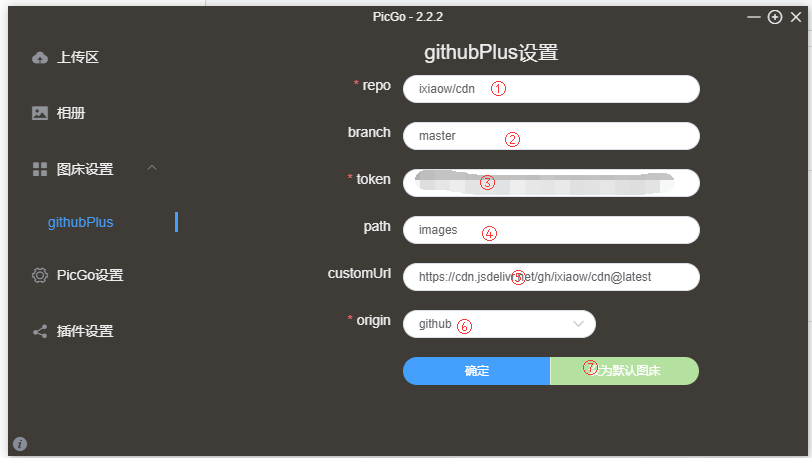 PicGo - 2.2.2
上传区
相册
图床设置
githubPlus
PicGo设置
插件设置
githubPlus设置
* repo
ixiaow/cdn ①
branch
master ②
* token
③
path
images ④
customUrl
https://cdn.jsdelivr.net/gh/ixiaow/cdn@latest ⑤
* origin
github ⑥
确定
⑦为默认图床